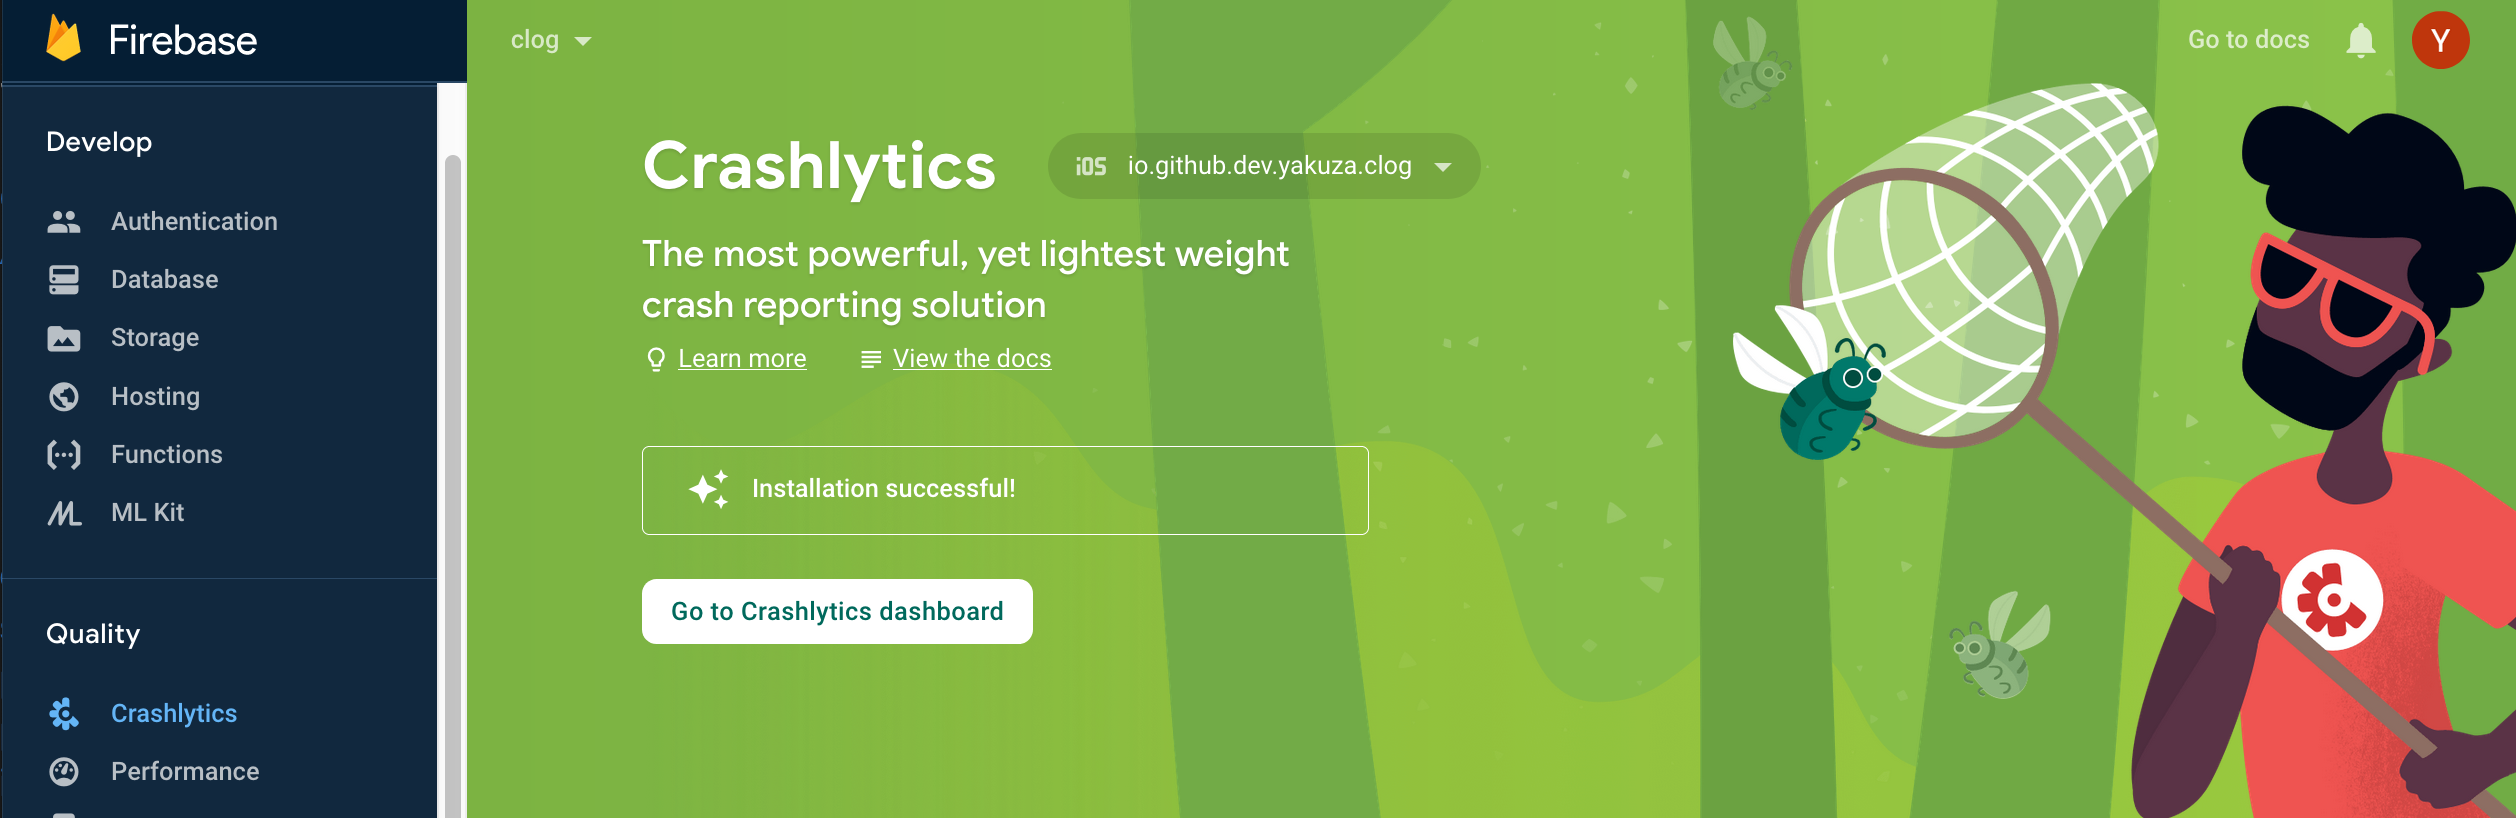 Firebase
Develop
Authentication
Database
Storage
Hosting
Functions
ML Kit
Quality
Crashlytics
Performance
clog
Go to docs
Y
Crashlytics
iOS io.github.dev.yakuza.clog
The most powerful, yet lightest weight
crash reporting solution
Learn more
View the docs
Installation successful!
Go to Crashlytics dashboard